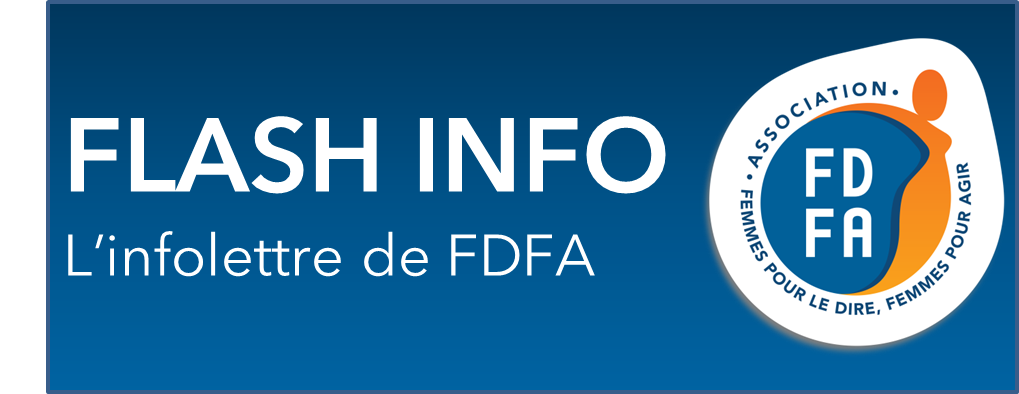 FLASH INFO
L'infolettre de FDFA
• ASSOCIATION •
FEMMES POUR LE DIRE, FEMMES POUR AGIR
FD
FA